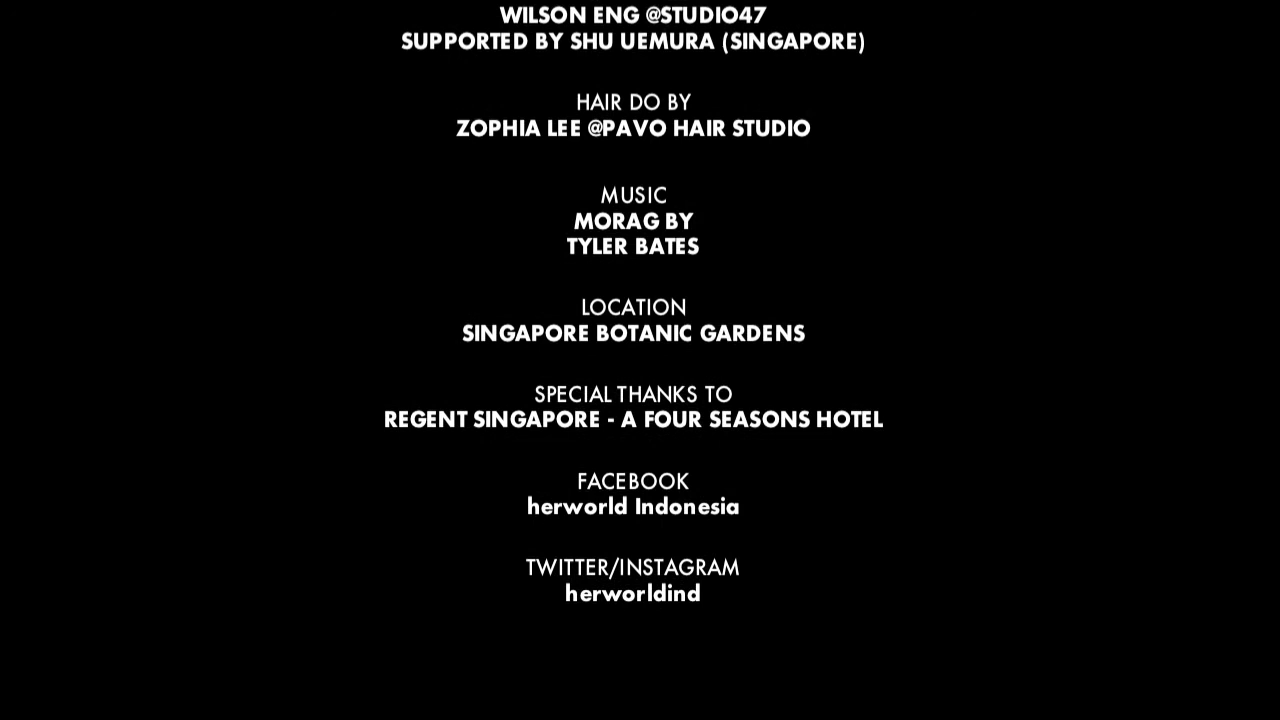 WILSON ENG @STUDIO47
SUPPORTED BY SHU UEMURA (SINGAPORE)
HAIR DO BY
ZOPHIA LEE @PAVO HAIR STUDIO
MUSIC
MORAG BY
TYLER BATES
LOCATION
SINGAPORE BOTANIC GARDENS
SPECIAL THANKS TO
REGENT SINGAPORE - A FOUR SEASONS HOTEL
FACEBOOK
herworld Indonesia
TWITTER/INSTAGRAM
herworldind